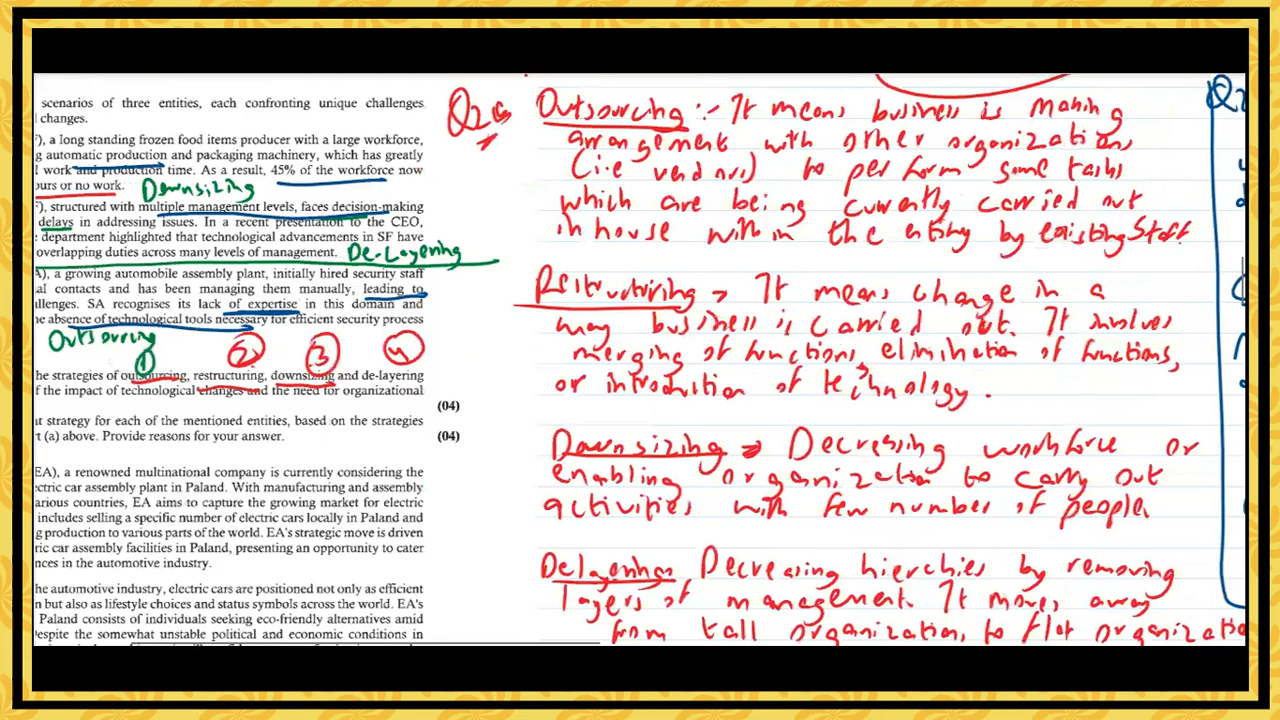 scenarios of three entities, each confronting unique challenges
changes.
), a long standing frozen food items producer with a large workforce,
g automatic production and packaging machinery, which has greatly
work and production time. As a result, 45% of the workforce now
ours or no work.
Downsizing
), structured with multiple management levels, faces decision-making
delays in addressing issues. In a recent presentation to the CEO,
department highlighted that technological advancements in SF have
overlapping duties across many levels of management.
De-Layering
A), a growing automobile assembly plant, initially hired security staff
al contacts and has been managing them manually, leading to
allenges. SA recognises its lack of expertise in this domain and
he absence of technological tools necessary for efficient security process
Outsourcing
1 2 3 4
he strategies of outsourcing, restructuring, downsizing and de-layering
f the impact of technological changes and the need for organizational
(04)
at strategy for each of the mentioned entities, based on the strategies
rt (a) above. Provide reasons for your answer.
(04)
EA), a renowned multinational company is currently considering the
ectric car assembly plant in Paland. With manufacturing and assembly
arious countries, EA aims to capture the growing market for electric
includes selling a specific number of electric cars locally in Paland and
g production to various parts of the world. EA's strategic move is driven
ric car assembly facilities in Paland, presenting an opportunity to cater
nces in the automotive industry.
he automotive industry, electric cars are positioned not only as efficient
n but also as lifestyle choices and status symbols across the world. EA's
Paland consists of individuals seeking eco-friendly alternatives amid
espite the somewhat unstable political and economic conditions in
Q2a
Outsourcing :- It means business is making
arrangement with other organizations
(i.e vendors) to perform some tasks
which are being currently carried out
inhouse within the entity by existing Staff.
Restructuring → It means change in a
way business is carried out. It involves
merging of functions, elimination of functions,
or introduction of technology.
Downsizing → Decreasing workforce or
enabling organization to carry out
activities with few number of people.
Delayering Decreasing hierchies by removing
layers of management. It moves away
from tall organization, to flat organization
Q2